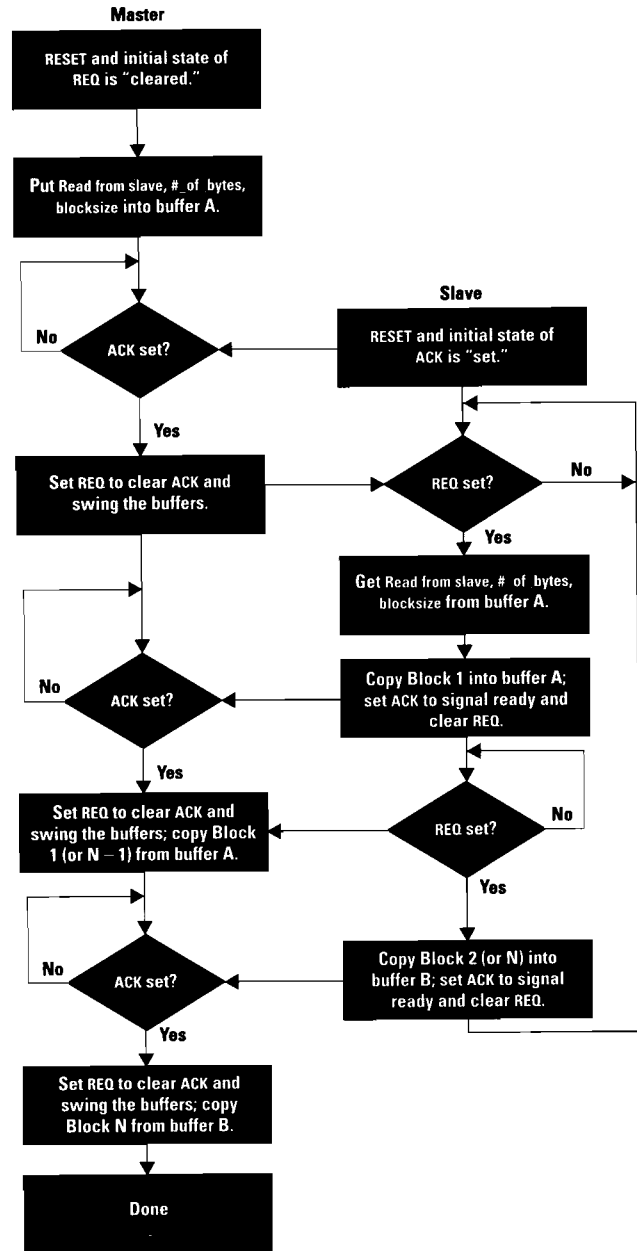 Master
RESET and initial state of
REQ is “cleared.”
Put Read from slave, #_of_bytes,
blocksize into buffer A.
No
ACK set?
Yes
Slave
RESET and initial state of
ACK is “set.”
Set REQ to clear ACK and
swing the buffers.
REQ set?
No
Yes
Get Read from slave, #_of_bytes,
blocksize from buffer A.
No
ACK set?
Yes
Copy Block 1 into buffer A;
set ACK to signal ready and
clear REQ.
Set REQ to clear ACK and
swing the buffers; copy Block
1 (or N – 1) from buffer A.
REQ set?
No
Yes
No
ACK set?
Yes
Copy Block 2 (or N) into
buffer B; set ACK to signal
ready and clear REQ.
Set REQ to clear ACK and
swing the buffers; copy
Block N from buffer B.
Done